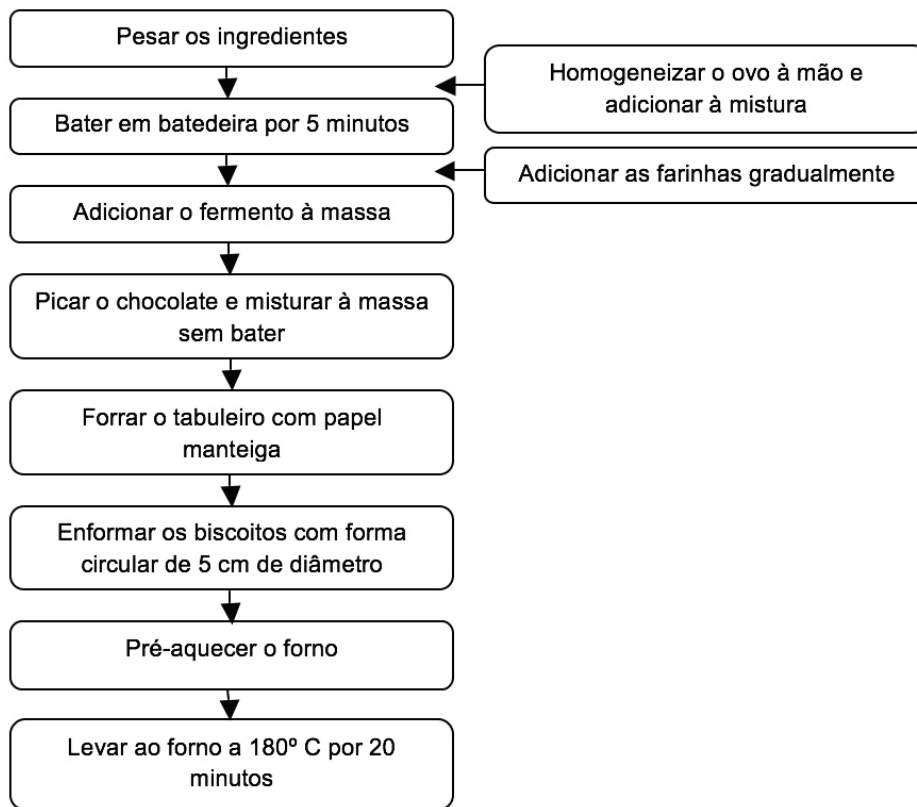 Pesar os ingredientes
Homogeneizar o ovo à mão e
adicionar à mistura
Bater em batedeira por 5 minutos
Adicionar as farinhas gradualmente
Adicionar o fermento à massa
Picar o chocolate e misturar à massa
sem bater
Forrar o tabuleiro com papel
manteiga
Enformar os biscoitos com forma
circular de 5 cm de diâmetro
Pré-aquecer o forno
Levar ao forno a 180º C por 20
minutos